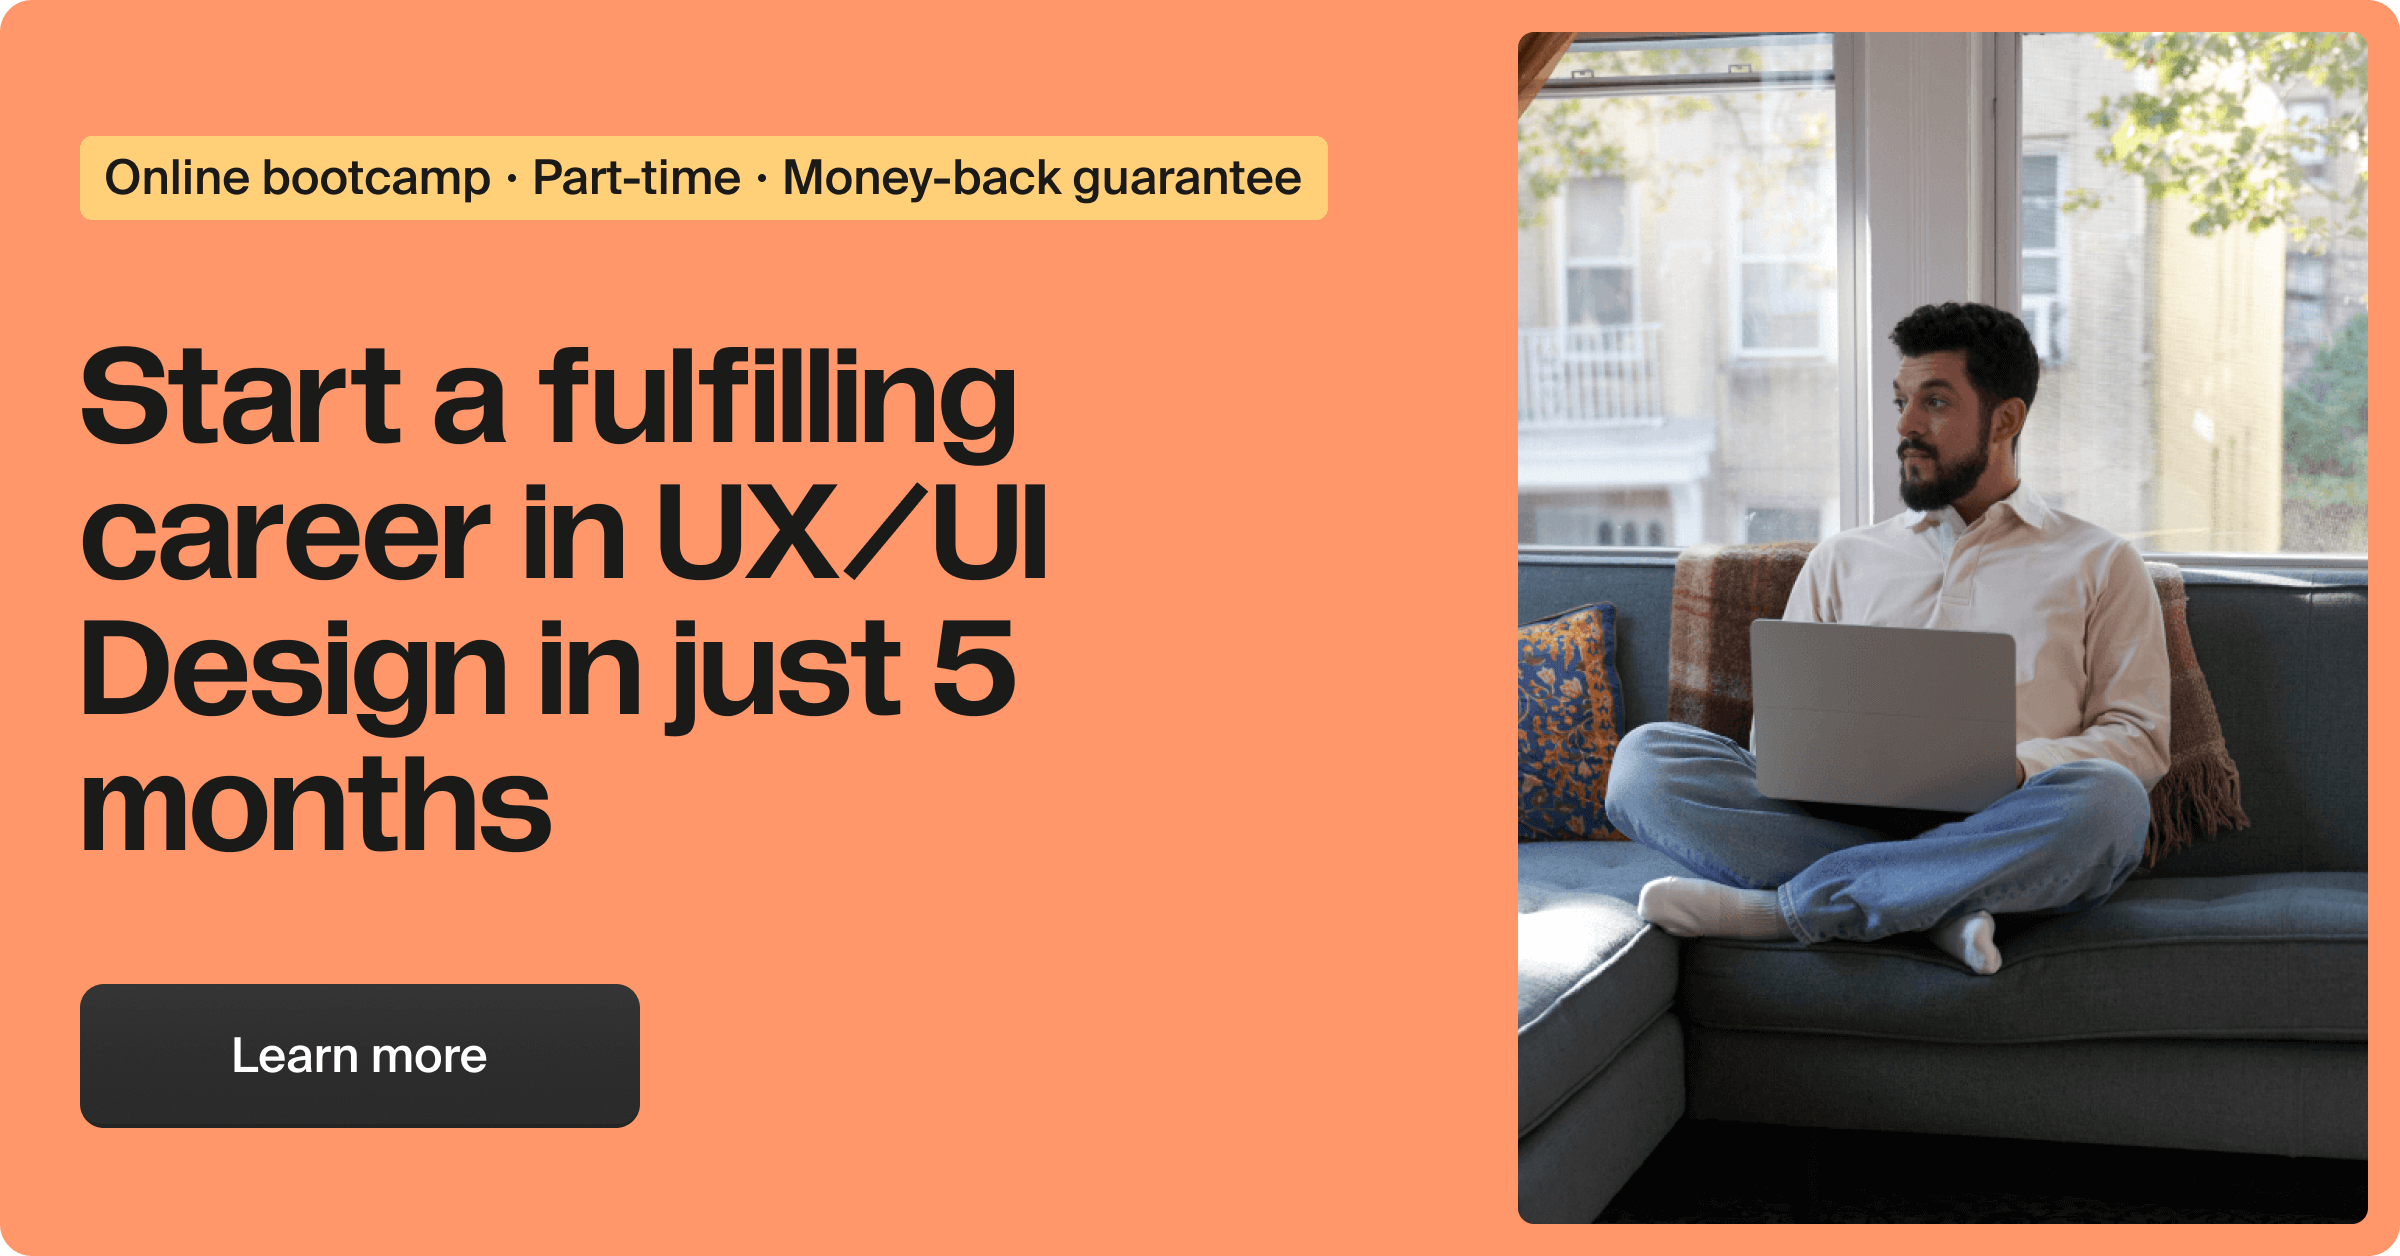 Online bootcamp · Part-time · Money-back guarantee
Start a fulfilling
career in UX/UI
Design in just 5
months
Learn more